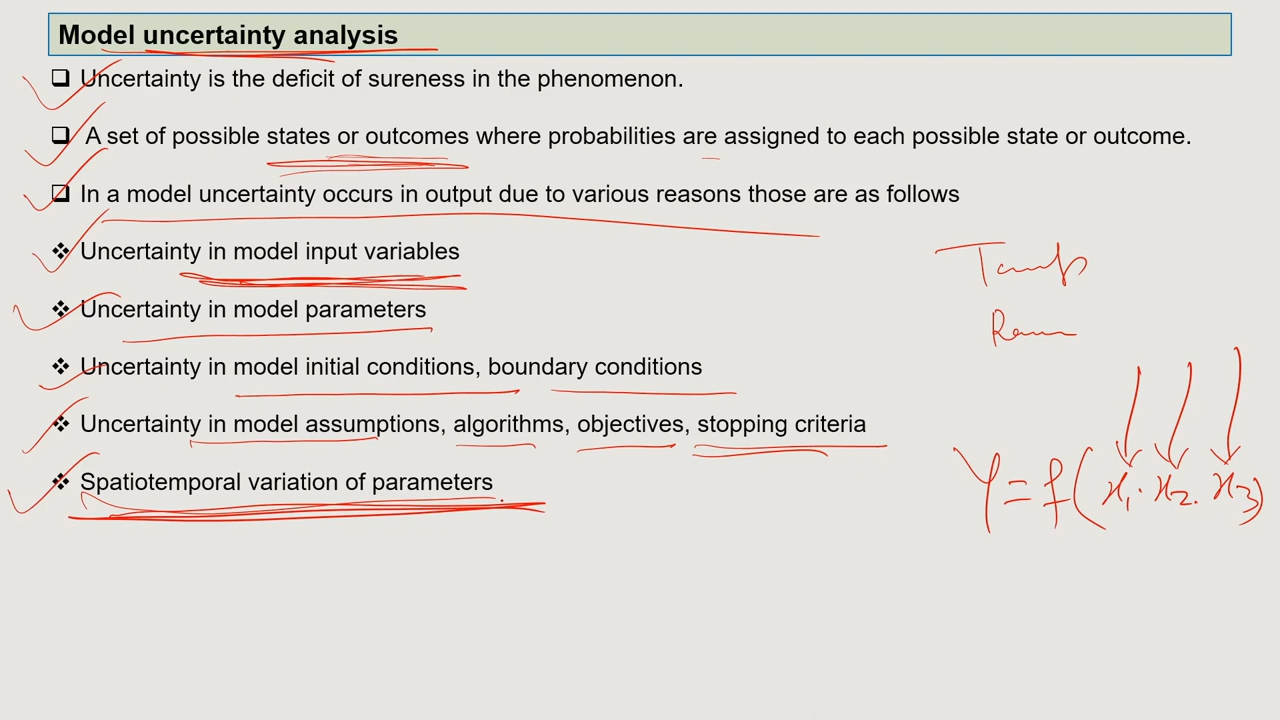 Model uncertainty analysis
❑ Uncertainty is the deficit of sureness in the phenomenon.
❑ A set of possible states or outcomes where probabilities are assigned to each possible state or outcome.
❑ In a model uncertainty occurs in output due to various reasons those are as follows
❖ Uncertainty in model input variables
❖ Uncertainty in model parameters
❖ Uncertainty in model initial conditions, boundary conditions
❖ Uncertainty in model assumptions, algorithms, objectives, stopping criteria
❖ Spatiotemporal variation of parameters
Y = f(x1, x2, x3)